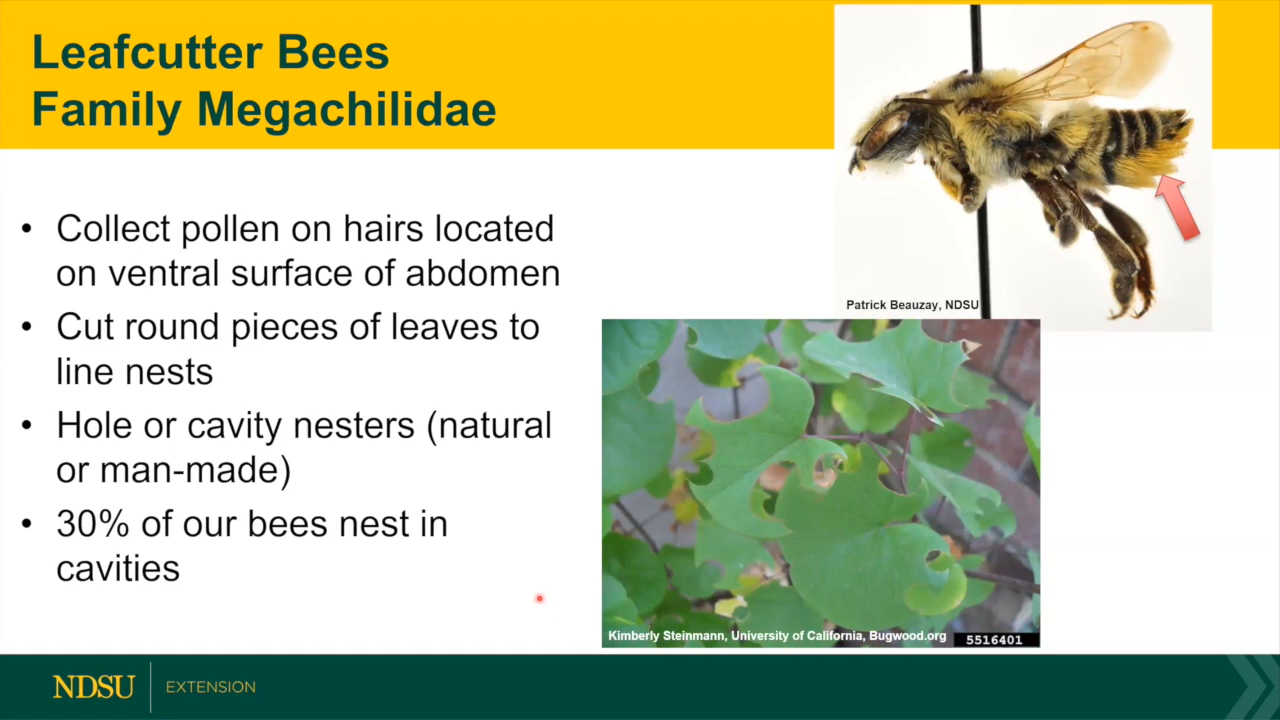 Leafcutter Bees
Family Megachilidae
• Collect pollen on hairs located
on ventral surface of abdomen
• Cut round pieces of leaves to
line nests
• Hole or cavity nesters (natural
or man-made)
• 30% of our bees nest in
cavities
Patrick Beauzay, NDSU
Kimberly Steinmann, University of California, Bugwood.org
5516401
NDSU
EXTENSION